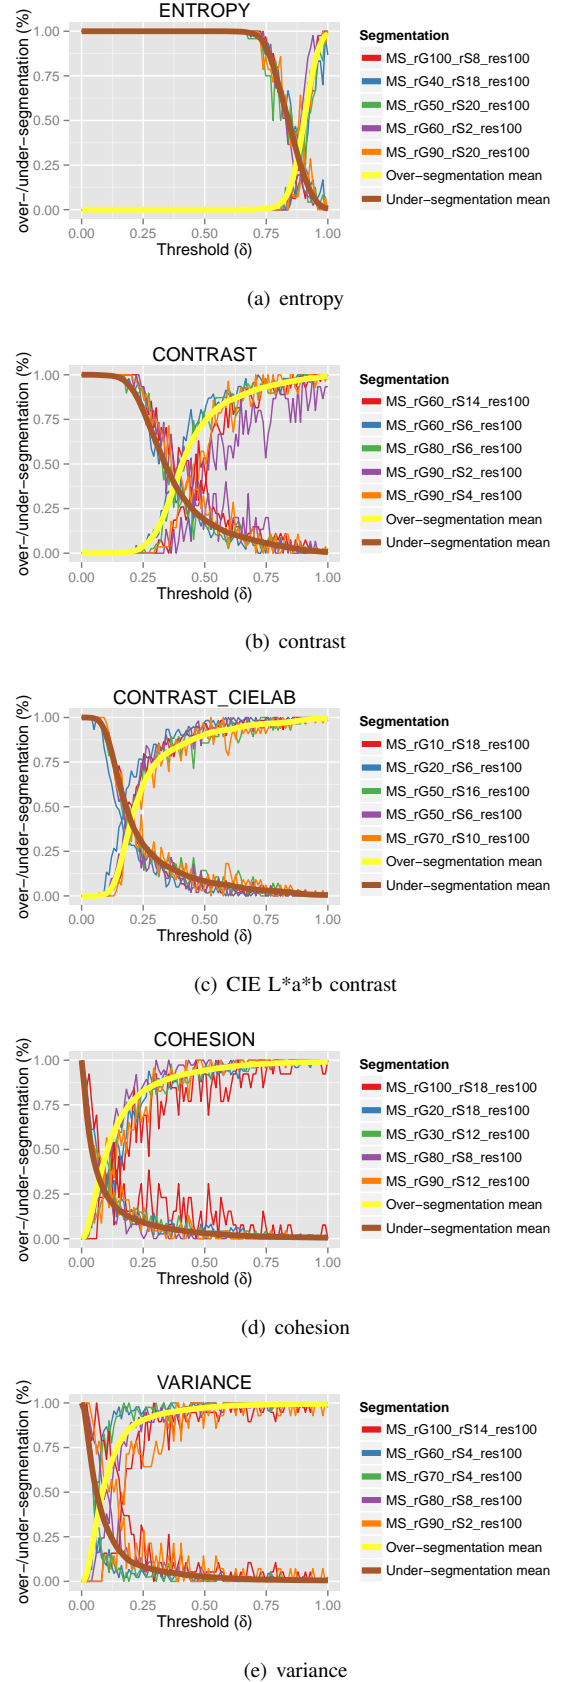 ENTROPY
over−/under−segmentation (%)
1.00
0.75
0.50
0.25
0.00
0.00 0.25 0.50 0.75 1.00
Threshold (δ)
Segmentation
MS_rG100_rS8_res100
MS_rG40_rS18_res100
MS_rG50_rS20_res100
MS_rG60_rS2_res100
MS_rG90_rS20_res100
Over−segmentation mean
Under−segmentation mean
(a) entropy
CONTRAST
over−/under−segmentation (%)
1.00
0.75
0.50
0.25
0.00
0.00 0.25 0.50 0.75 1.00
Threshold (δ)
Segmentation
MS_rG60_rS14_res100
MS_rG60_rS6_res100
MS_rG80_rS6_res100
MS_rG90_rS2_res100
MS_rG90_rS4_res100
Over−segmentation mean
Under−segmentation mean
(b) contrast
CONTRAST_CIELAB
over−/under−segmentation (%)
1.00
0.75
0.50
0.25
0.00
0.00 0.25 0.50 0.75 1.00
Threshold (δ)
Segmentation
MS_rG10_rS18_res100
MS_rG20_rS6_res100
MS_rG50_rS16_res100
MS_rG50_rS6_res100
MS_rG70_rS10_res100
Over−segmentation mean
Under−segmentation mean
(c) CIE L*a*b contrast
COHESION
over−/under−segmentation (%)
1.00
0.75
0.50
0.25
0.00
0.00 0.25 0.50 0.75 1.00
Threshold (δ)
Segmentation
MS_rG100_rS18_res100
MS_rG20_rS18_res100
MS_rG30_rS12_res100
MS_rG80_rS8_res100
MS_rG90_rS12_res100
Over−segmentation mean
Under−segmentation mean
(d) cohesion
VARIANCE
over−/under−segmentation (%)
1.00
0.75
0.50
0.25
0.00
0.00 0.25 0.50 0.75 1.00
Threshold (δ)
Segmentation
MS_rG100_rS14_res100
MS_rG60_rS4_res100
MS_rG70_rS4_res100
MS_rG80_rS8_res100
MS_rG90_rS2_res100
Over−segmentation mean
Under−segmentation mean
(e) variance